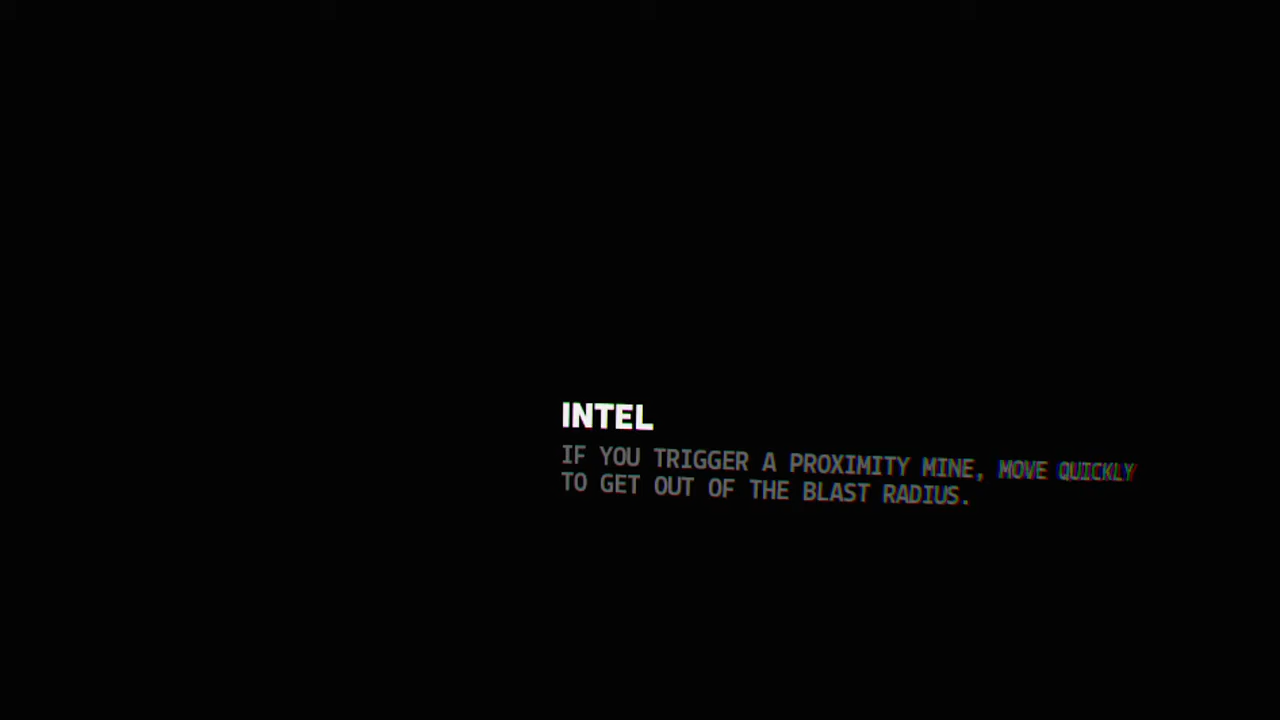 INTEL
IF YOU TRIGGER A PROXIMITY MINE, MOVE QUICKLY
TO GET OUT OF THE BLAST RADIUS.